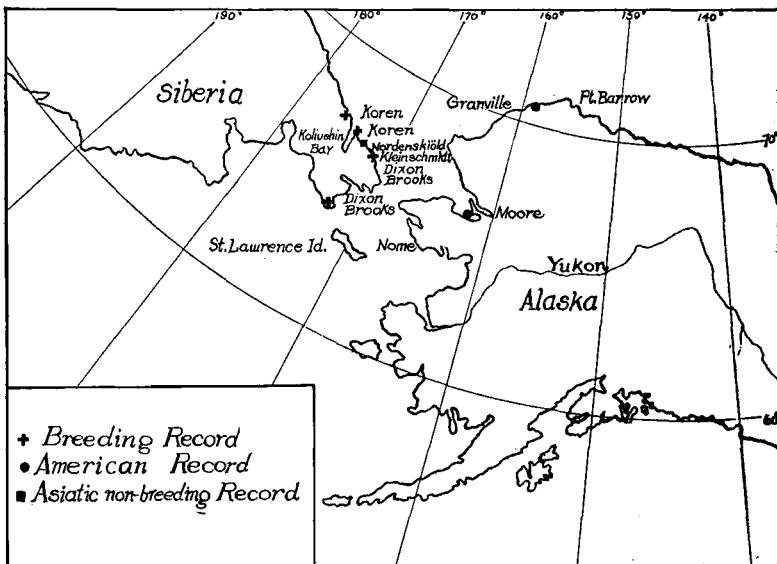 190° 180° 170° 160° 150° 140°
Siberia
Koren
Granville
Pt. Barrow
Koren
Koliushin
Bay
Nordenskiöld
Kleinschmidt
70°
Dixon
Brooks
Dixon
Brooks
Moore
St. Lawrence Id.
Nome
Yukon
Alaska
60°
Breeding Record
American Record
Asiatic non-breeding Record